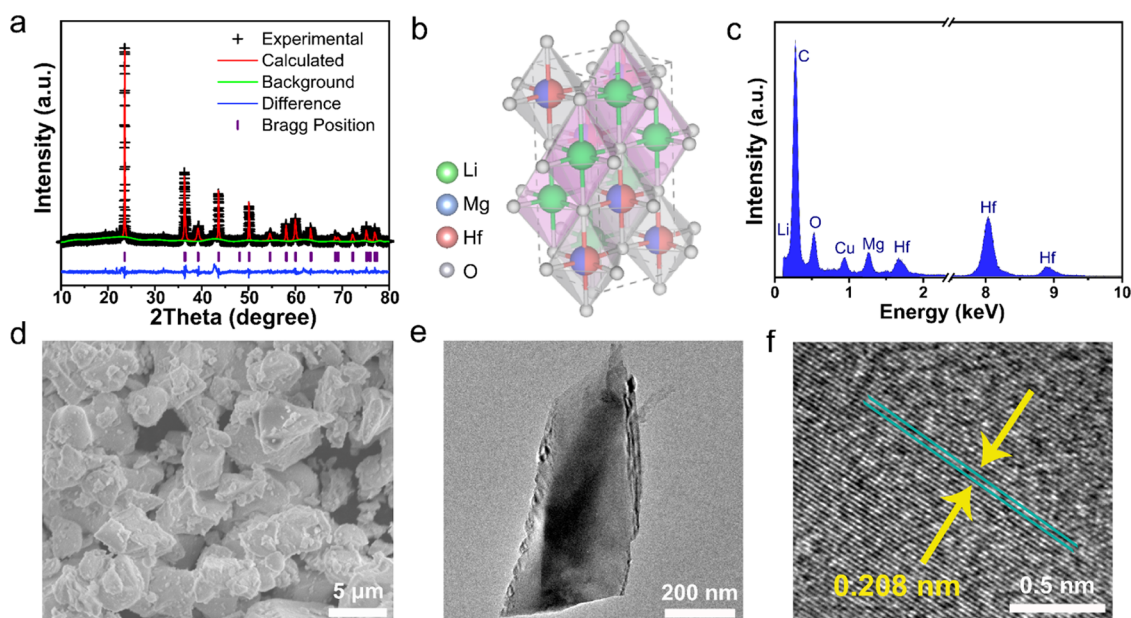 a
Intensity (a.u.)
Experimental
Calculated
Background
Difference
Bragg Position
10 20 30 40 50 60 70 80
2Theta (degree)
b
Li
Mg
Hf
O
c
Intensity (a.u.)
Li
C
O
Cu
Mg
Hf
Hf
Hf
0 1 2 8 9 10
Energy (keV)
d
5 μm
e
200 nm
f
0.208 nm
0.5 nm